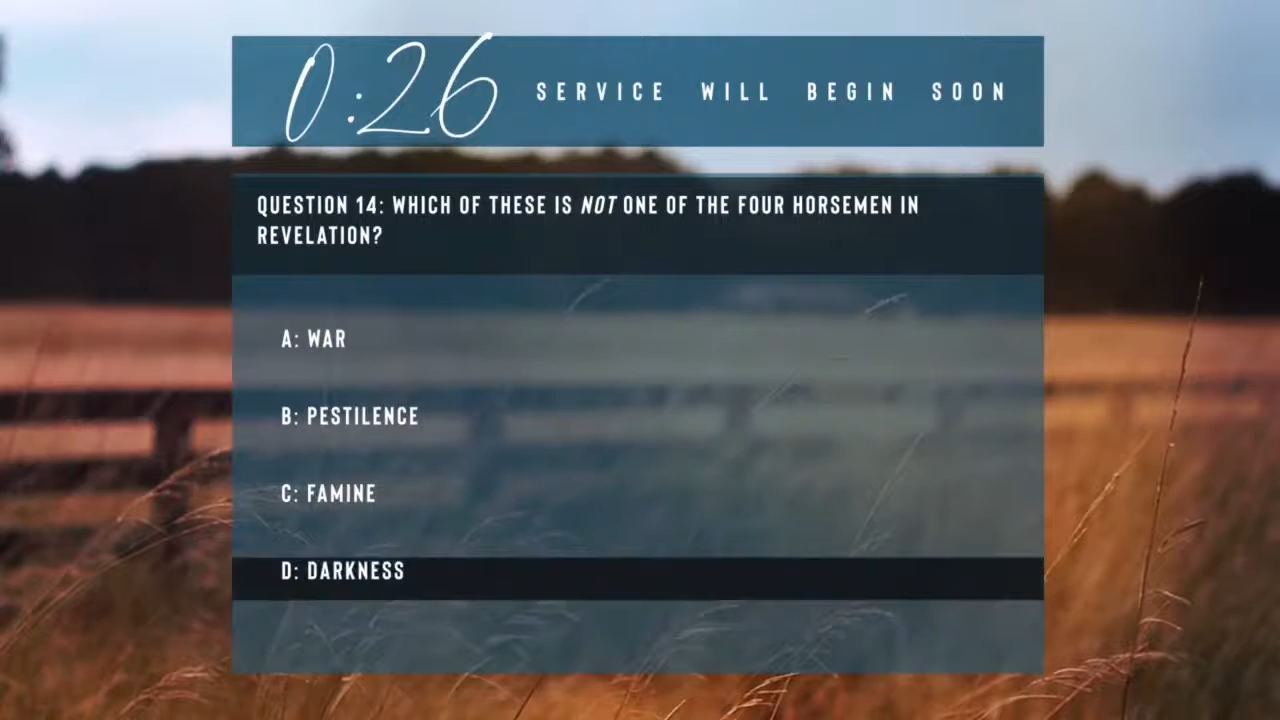 0:26 SERVICE WILL BEGIN SOON
QUESTION 14: WHICH OF THESE IS NOT ONE OF THE FOUR HORSEMEN IN
REVELATION?
A: WAR
B: PESTILENCE
C: FAMINE
D: DARKNESS